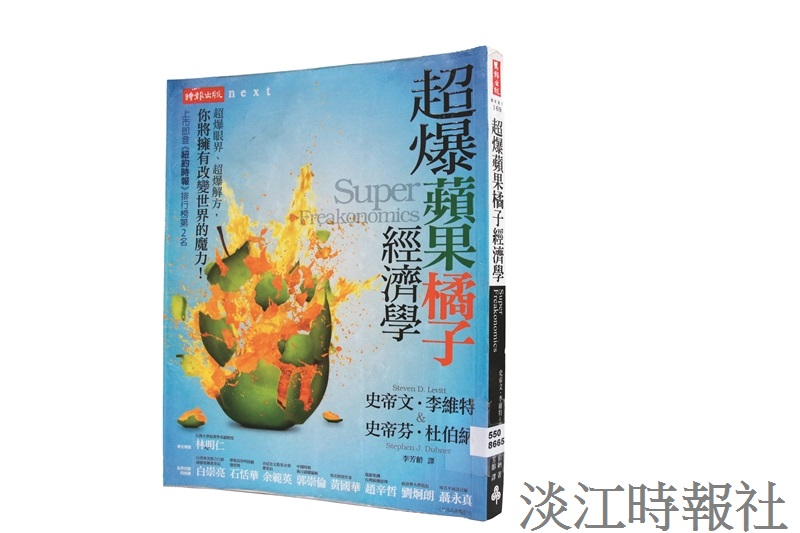 時報出版 next
超爆眼界、超爆解方，
你將擁有改變世界的魔力！
上市即登《紐約時報》排行榜第2名
超爆蘋果橘子
經濟學
Super
Freakonomics
Steven D. Levitt
史帝文・李維特
&
史帝芬・杜伯納
Stephen J. Dubner
李芳齡 譯
林明仁
白崇亮
石恬華
余範英
郭崇倫
黃國華
趙辛哲
劉炯朗
聶永真
時報出版
NEXT
超爆蘋果橘子經濟學
Super
Freakonomics
史帝文・李維特
550
8665
淡江時報社